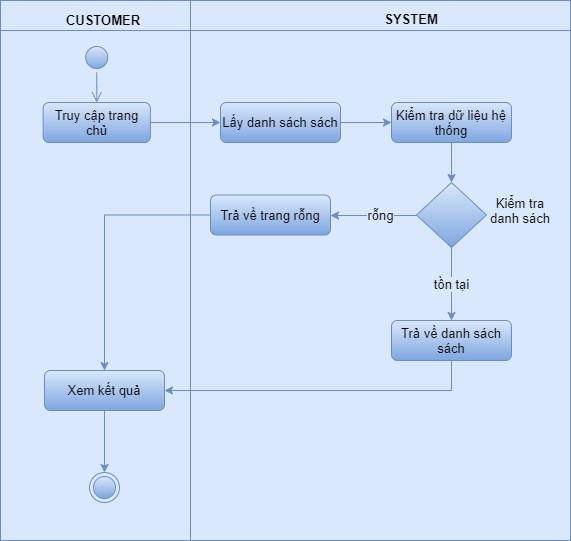 CUSTOMER
SYSTEM
Truy cập trang
chủ
Lấy danh sách sách
Kiểm tra dữ liệu hệ
thống
Kiểm tra
danh sách
rỗng
Trả về trang rỗng
tồn tại
Trả về danh sách
sách
Xem kết quả